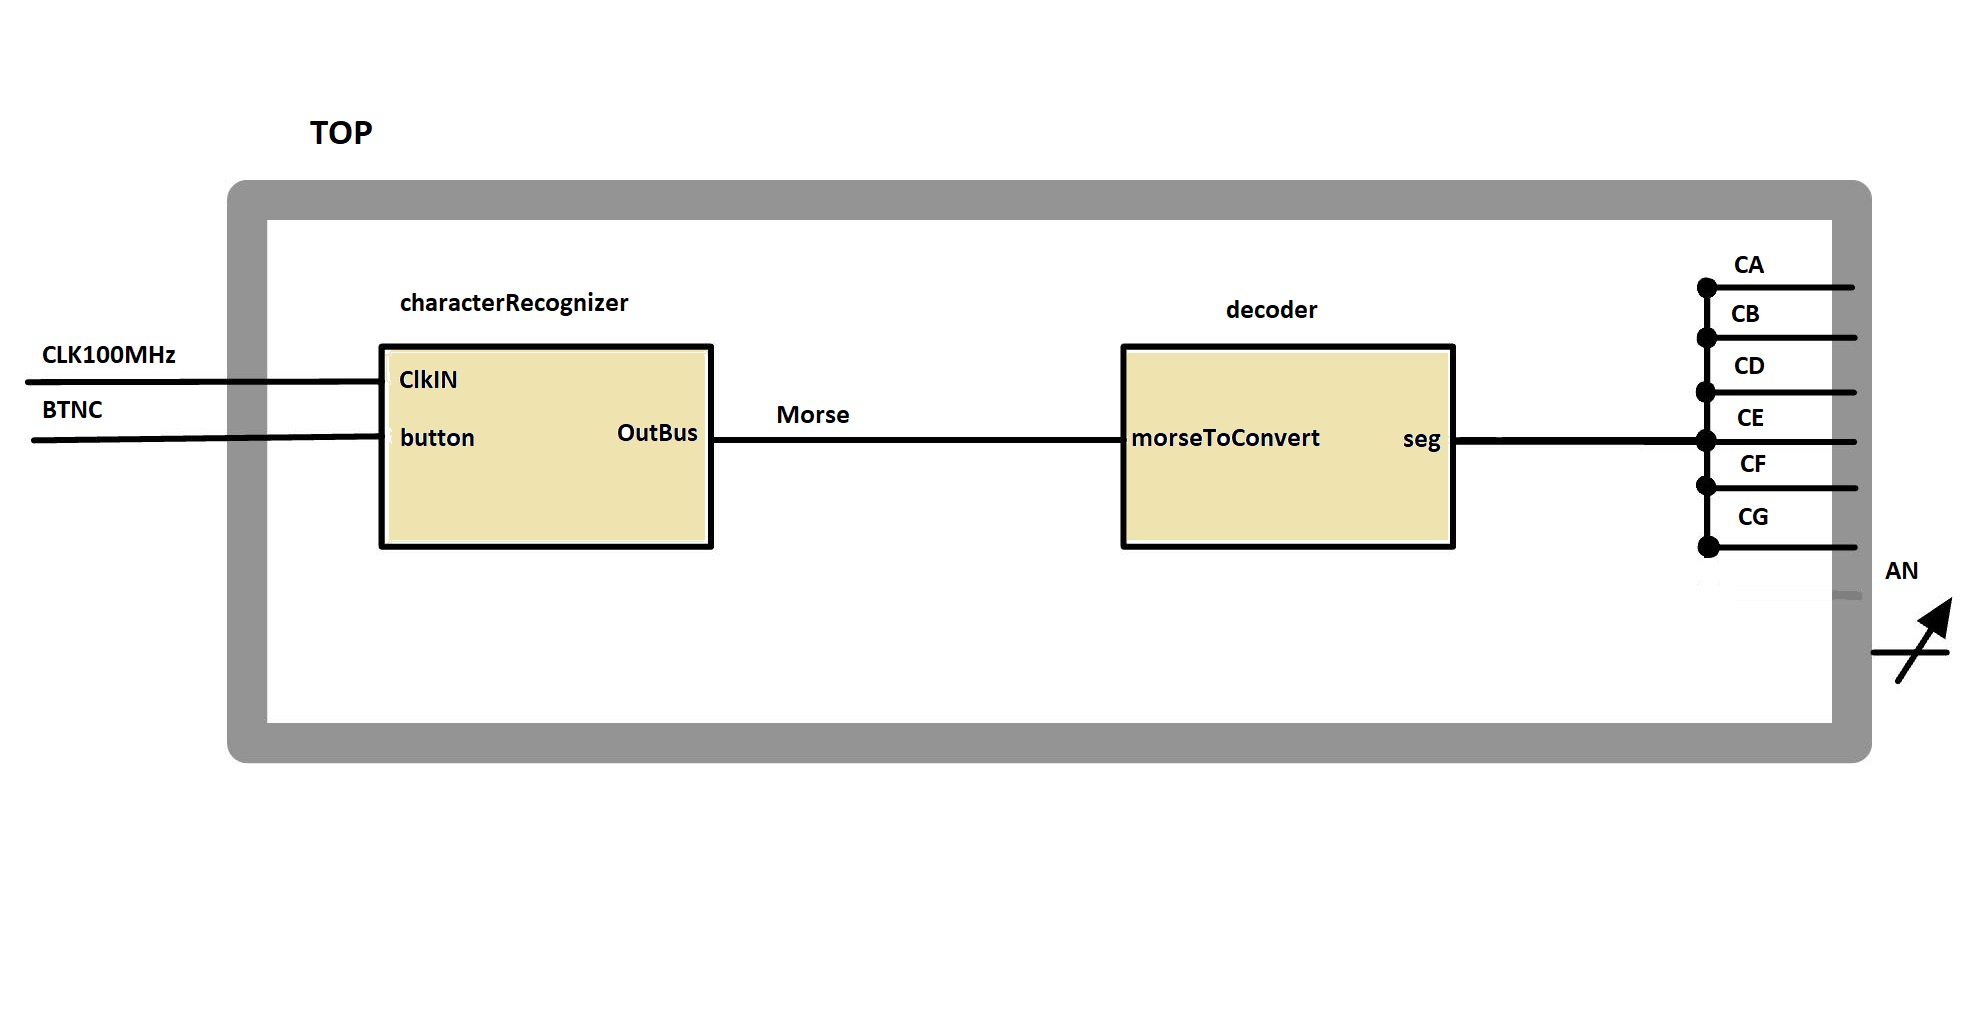 TOP
characterRecognizer
decoder
CLK100MHz
BTNC
ClkIN
button
OutBus
Morse
morseToConvert
seg
CA
CB
CD
CE
CF
CG
AN